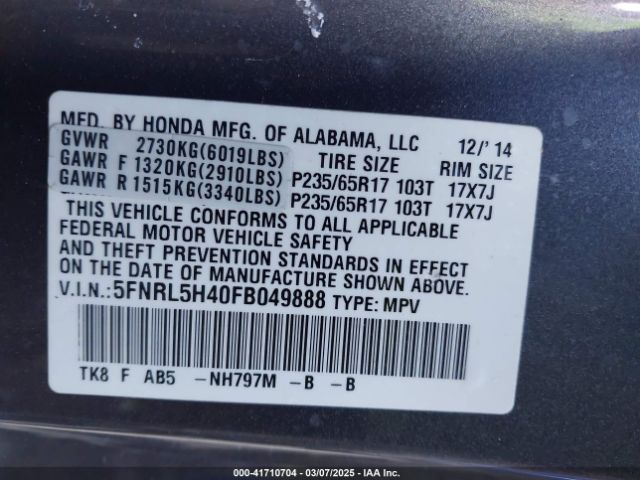 MFD. BY HONDA MFG. OF ALABAMA, LLC 12/'14
GVWR 2730KG(6019LBS) TIRE SIZE RIM SIZE
GAWR F 1320KG(2910LBS) P235/65R17 103T 17X7J
GAWR R 1515KG(3340LBS) P235/65R17 103T 17X7J
THIS VEHICLE CONFORMS TO ALL APPLICABLE
FEDERAL MOTOR VEHICLE SAFETY
AND THEFT PREVENTION STANDARDS IN EFFECT
ON THE DATE OF MANUFACTURE SHOWN ABOVE.
V.I.N.:5FNRL5H40FB049888 TYPE: MPV
TK8 F AB5 -NH797M -B -B
000-41710704 - 03/07/2025 - IAA Inc.